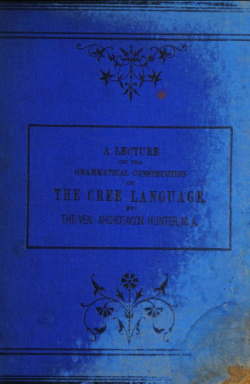 A LECTURE
ON THE
GRAMMATICAL CONSTRUCTION
OF
THE CREE LANGUAGE
BY
THE VEN. ARCHDEACON HUNTER, M. A.